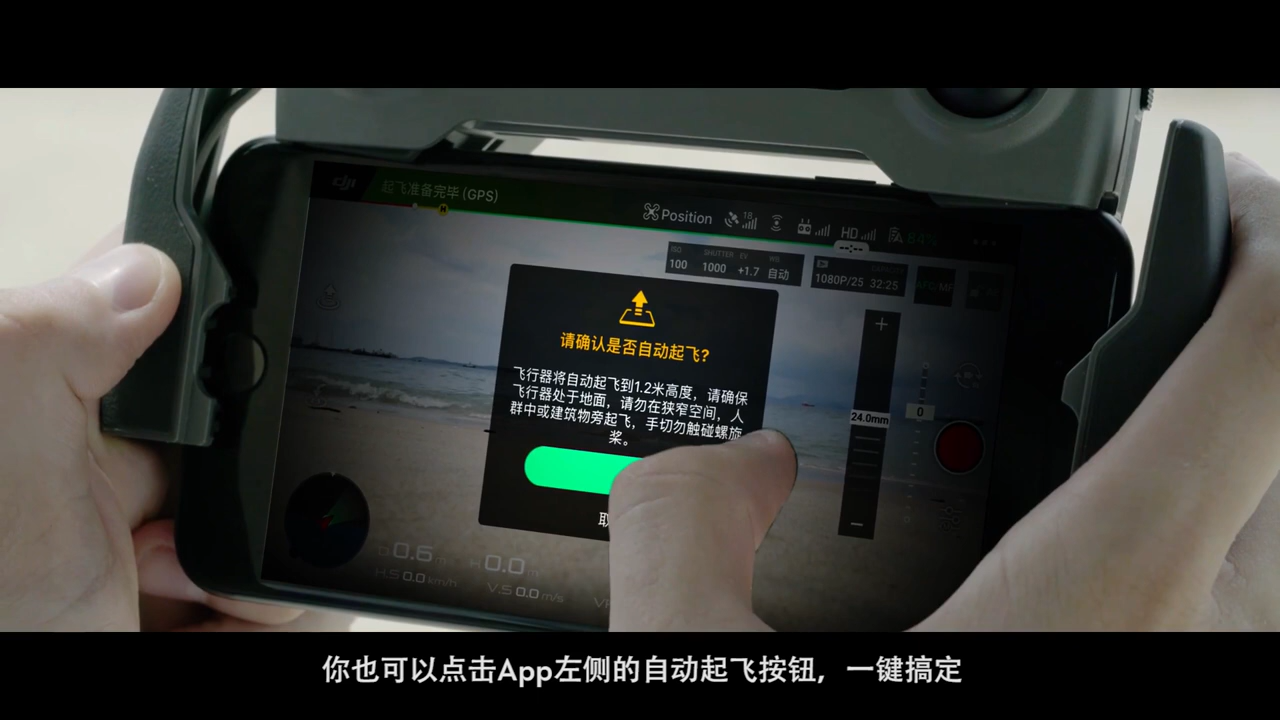 dji 起飞准备完毕 (GPS)
Position 18 HD 84%
ISO SHUTTER EV WB
100 1000 +1.7 自动
1080P/25 32:25
AFC/MF
请确认是否自动起飞?
飞行器将自动起飞到1.2米高度，请确保
飞行器处于地面，请勿在狭窄空间，人
群中或建筑物旁起飞，手切勿触碰螺旋
桨。
24.0mm
0
D 0.6 m H 0.0 m
H.S 0.0 km/h V.S 0.0 m/s
你也可以点击App左侧的自动起飞按钮，一键搞定